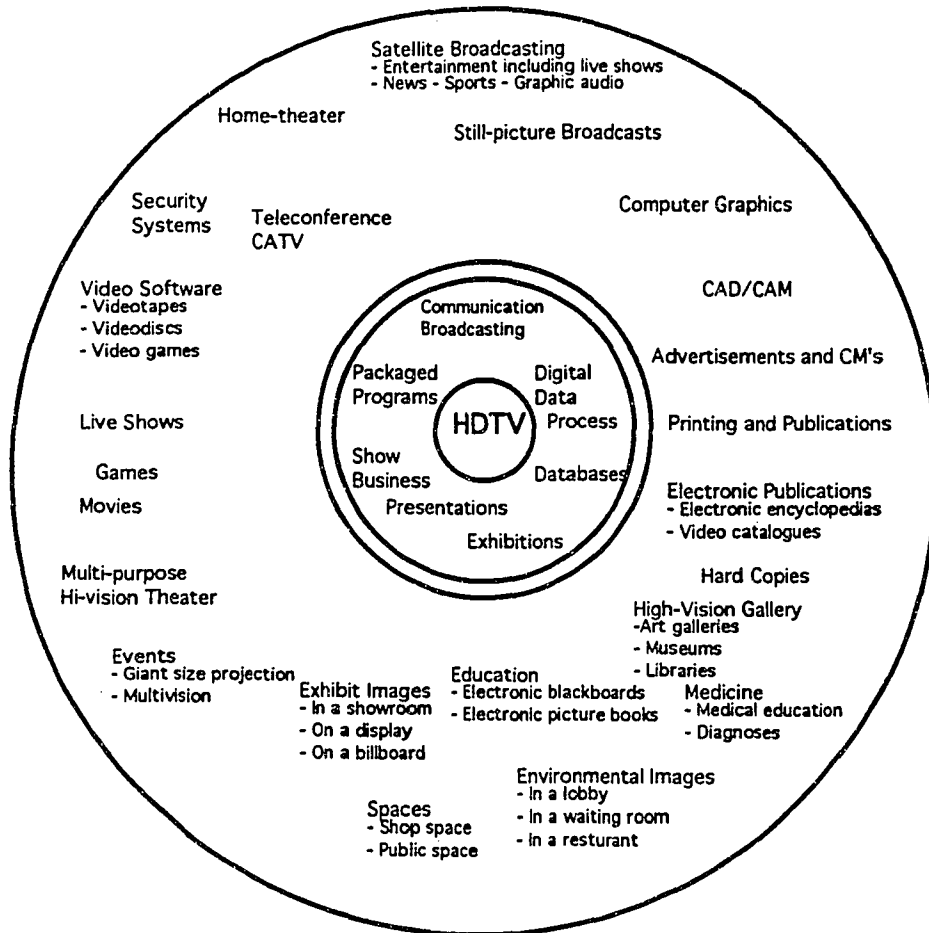 Satellite Broadcasting
- Entertainment including live shows
- News - Sports - Graphic audio
Home-theater
Still-picture Broadcasts
Security
Systems
Teleconference
CATV
Computer Graphics
Video Software
- Videotapes
- Videodiscs
- Video games
CAD/CAM
Communication
Broadcasting
Advertisements and CM's
Packaged
Programs
Digital
Data
Process
HDTV
Live Shows
Printing and Publications
Show
Business
Databases
Games
Movies
Presentations
Exhibitions
Electronic Publications
- Electronic encyclopedias
- Video catalogues
Multi-purpose
Hi-vision Theater
Hard Copies
High-Vision Gallery
-Art galleries
- Museums
- Libraries
Events
- Giant size projection
- Multivision
Exhibit Images
- In a showroom
- On a display
- On a billboard
Education
- Electronic blackboards
- Electronic picture books
Medicine
- Medical education
- Diagnoses
Environmental Images
- In a lobby
- In a waiting room
- In a resturant
Spaces
- Shop space
- Public space